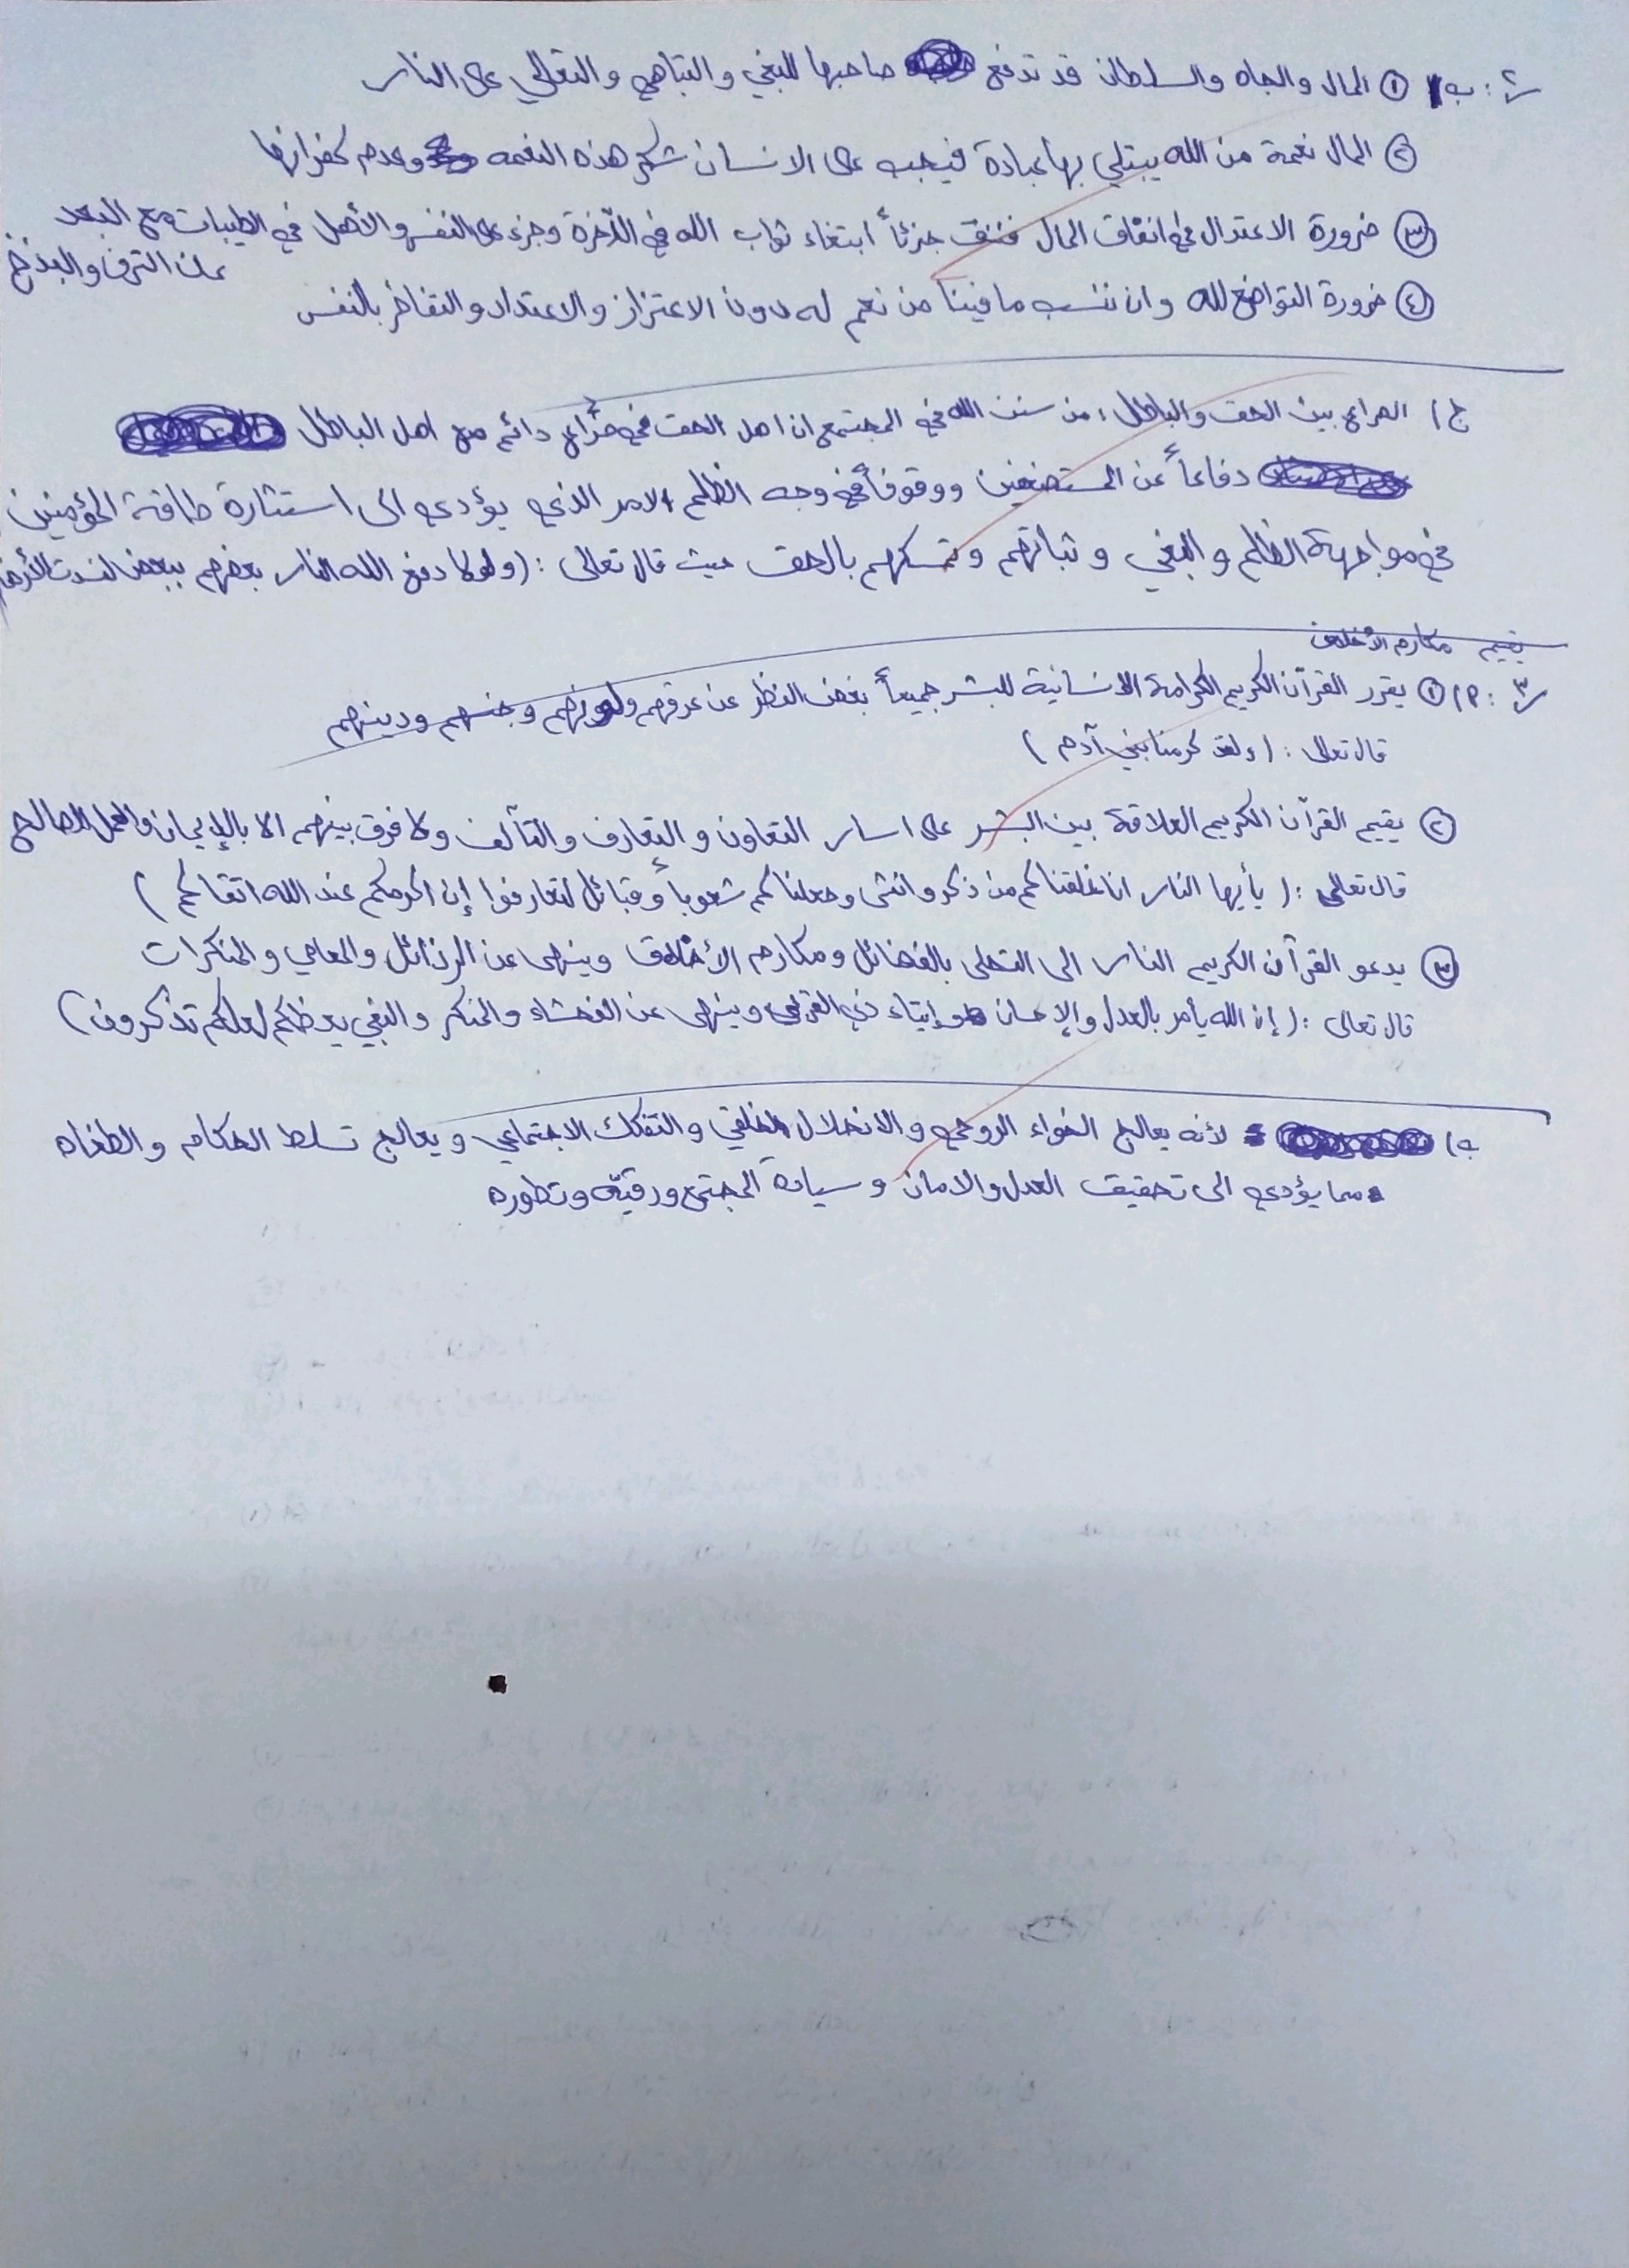 س٢: ب) ① المال والجاه والسلطان قد تدفع صاحبها للبغي والتباهي والتعالي على الناس
② المال نعمة من الله يبتلي بها عبادة فيجب على الانسان شكر هذه النعمه وعدم كفرانها
③ ضرورة الاعتدال في انفاق المال فننفق جزئاً ابتغاء ثواب الله في الآخرة وجزء على النفس والأهل في الطيبات مع البعد
عن الترف والبذخ
④ ضرورة التواضع لله وان ننسب ما فينا من نعم له دون الاعتزاز والاعتداد والتفاخر بالنفس
ج) الصراع بين الحق والباطل: من سنن الله في المجتمع ان اهل الحق في صراع دائم مع اهل الباطل
دفاعاً عن المستضعفين ووقوفاً في وجه الظلم الامر الذي يؤدي الى استثارة طاقة المؤمنين
في مواجهة الظلم والبغي وثباتهم وتمسكهم بالحق حيث قال تعالى: (ولولا دفع الله الناس بعضهم ببعض لفسدت الأرض
يقيم مكارم الأخلاق
س٣: ٢) ① يقرر القرآن الكريم الكرامة الانسانية للبشر جميعاً بغض النظر عن عرقهم ولونهم وجنسهم ودينهم
قال تعالى: (ولقد كرمنا بني آدم)
② يقيم القرآن الكريم العلاقة بين البشر على اساس التعاون والتعارف والتآلف ولا فرق بينهم الا بالإيمان والعمل الصالح
قال تعالى: (يأيها الناس انا خلقناكم من ذكر وانثى وجعلناكم شعوباً وقبائل لتعارفوا إن اكرمكم عند الله اتقاكم)
③ يدعو القرآن الكريم الناس الى التحلى بالفضائل ومكارم الأخلاق وينهى عن الرذائل والمعاصي والمنكرات
قال تعالى: (إن الله يأمر بالعدل والإحسان وإيتاء ذي القربى وينهى عن الفحشاء والمنكر والبغي يعظكم لعلكم تذكرون)
ب) لأنه يعالج الخواء الروحي والانحلال الخلقي والتفكك الاجتماعي ويعالج تسلط الحكام والطغاه
مما يؤدي الى تحقيق العدل والامان وسيادة المجتمع ورقيّه وتطوره